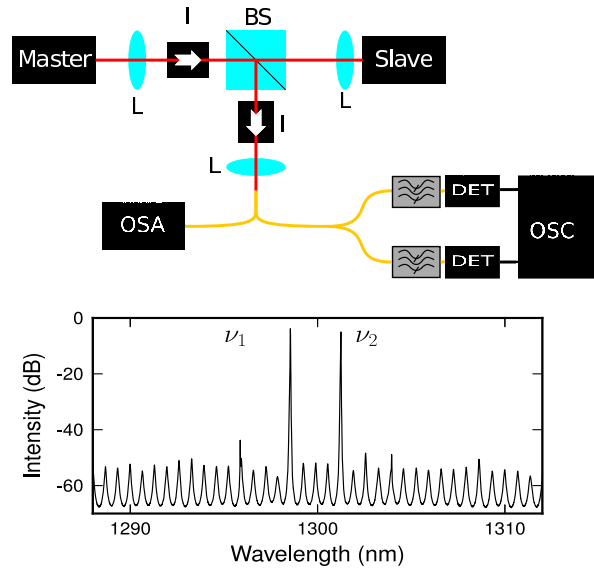 I
BS
Master
Slave
L
L
I
L
OSA
DET
DET
OSC
0
-20
-40
-60
Intensity (dB)
ν₁
ν₂
1290
1300
1310
Wavelength (nm)